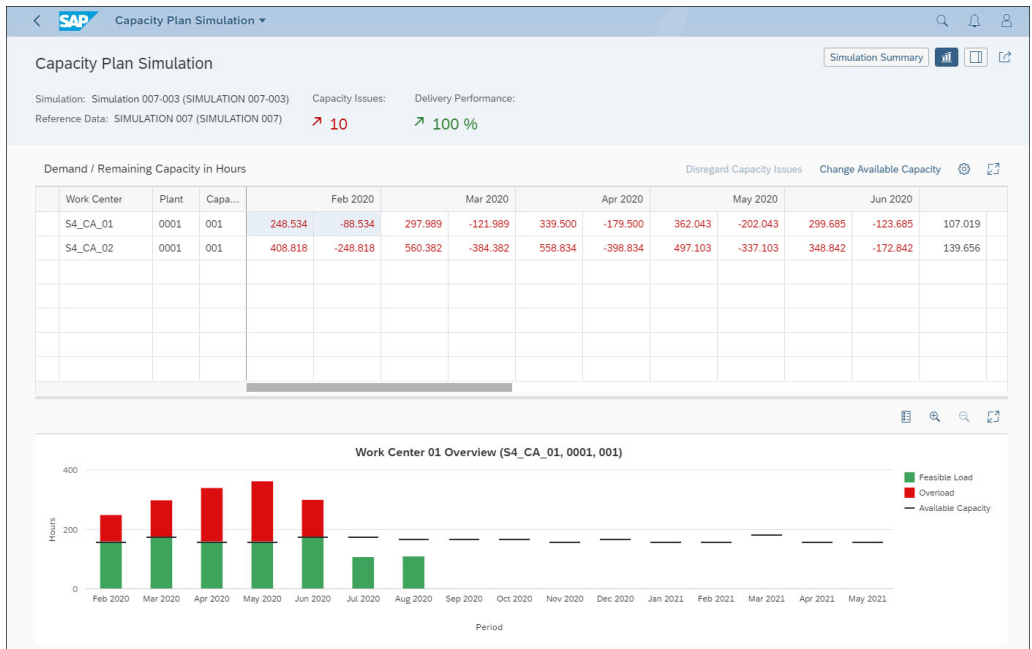 SAP Capacity Plan Simulation
Capacity Plan Simulation
Simulation Summary
Simulation: Simulation 007-003 (SIMULATION 007-003) Capacity Issues: Delivery Performance:
Reference Data: SIMULATION 007 (SIMULATION 007) 10 100 %
Demand / Remaining Capacity in Hours Disregard Capacity Issues Change Available Capacity
Work Center Plant Capa... Feb 2020 Mar 2020 Apr 2020 May 2020 Jun 2020
S4_CA_01 0001 001 248.534 -88.534 297.989 -121.989 339.500 -179.500 362.043 -202.043 299.685 -123.685 107.019
S4_CA_02 0001 001 408.818 -248.818 560.382 -384.382 558.834 -398.834 497.103 -337.103 348.842 -172.842 139.656
Work Center 01 Overview (S4_CA_01, 0001, 001)
400
200
0
Hours
Feb 2020 Mar 2020 Apr 2020 May 2020 Jun 2020 Jul 2020 Aug 2020 Sep 2020 Oct 2020 Nov 2020 Dec 2020 Jan 2021 Feb 2021 Mar 2021 Apr 2021 May 2021
Period
Feasible Load
Overload
Available Capacity